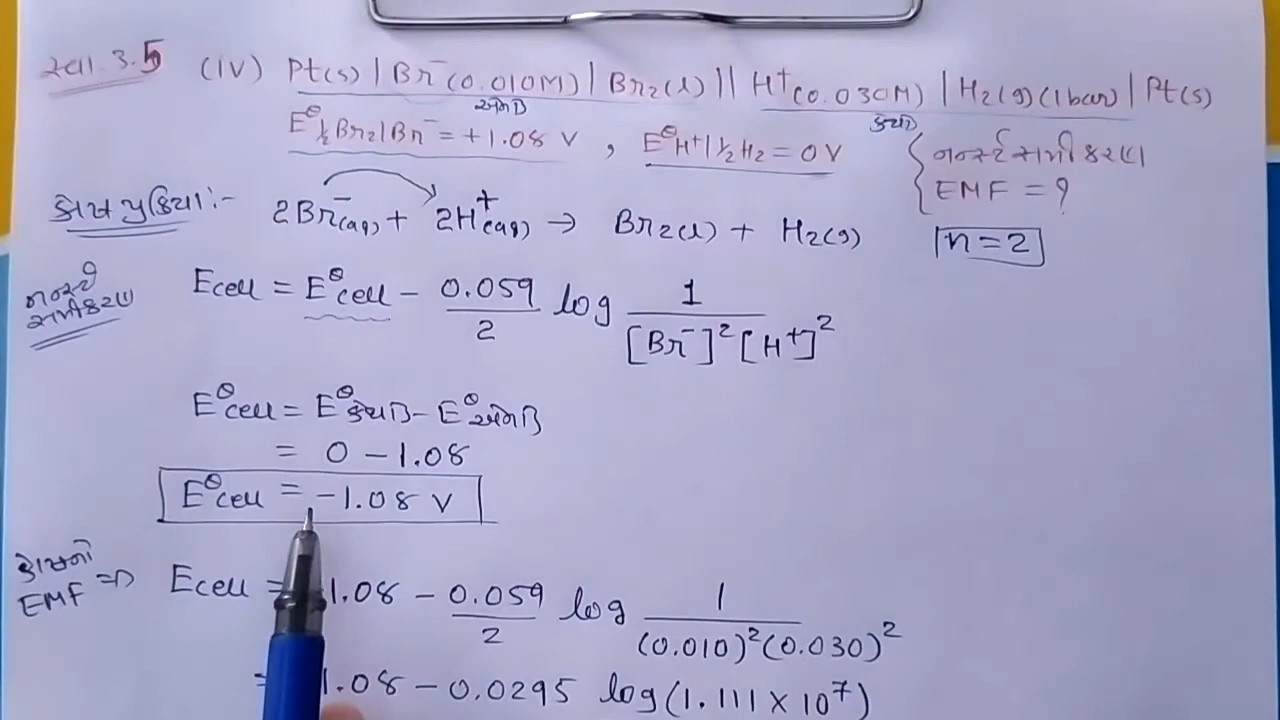 સ્વા. 3.5 (iv) Pt(s) | Br⁻(0.010M) | Br2(l) || H⁺(0.030M) | H2(g)(1bar) | Pt(s)
એનોડ કેથોડ
E⊖ ½Br2|Br⁻ = +1.08 V , E⊖ H⁺|½H2 = 0 V
{ નર્ન્સ્ટ સમીકરણ
EMF = ?
કોષ પ્રક્રિયા :- 2Br⁻(aq) + 2H⁺(aq) → Br2(l) + H2(g) n = 2
નર્ન્સ્ટ સમીકરણ
Ecell = E⊖cell - 0.059/2 log 1/[Br⁻]²[H⁺]²
E⊖cell = E⊖કેથોડ - E⊖એનોડ
= 0 - 1.08
E⊖cell = -1.08 V
કોષનો EMF ⇒ Ecell = 1.08 - 0.059/2 log 1/(0.010)²(0.030)²
= 1.08 - 0.0295 log(1.111 × 10⁷)